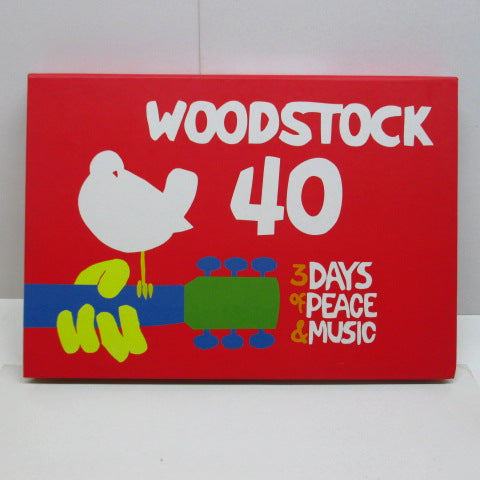 WOODSTOCK
40
3 DAYS
of PEACE
& MUSIC